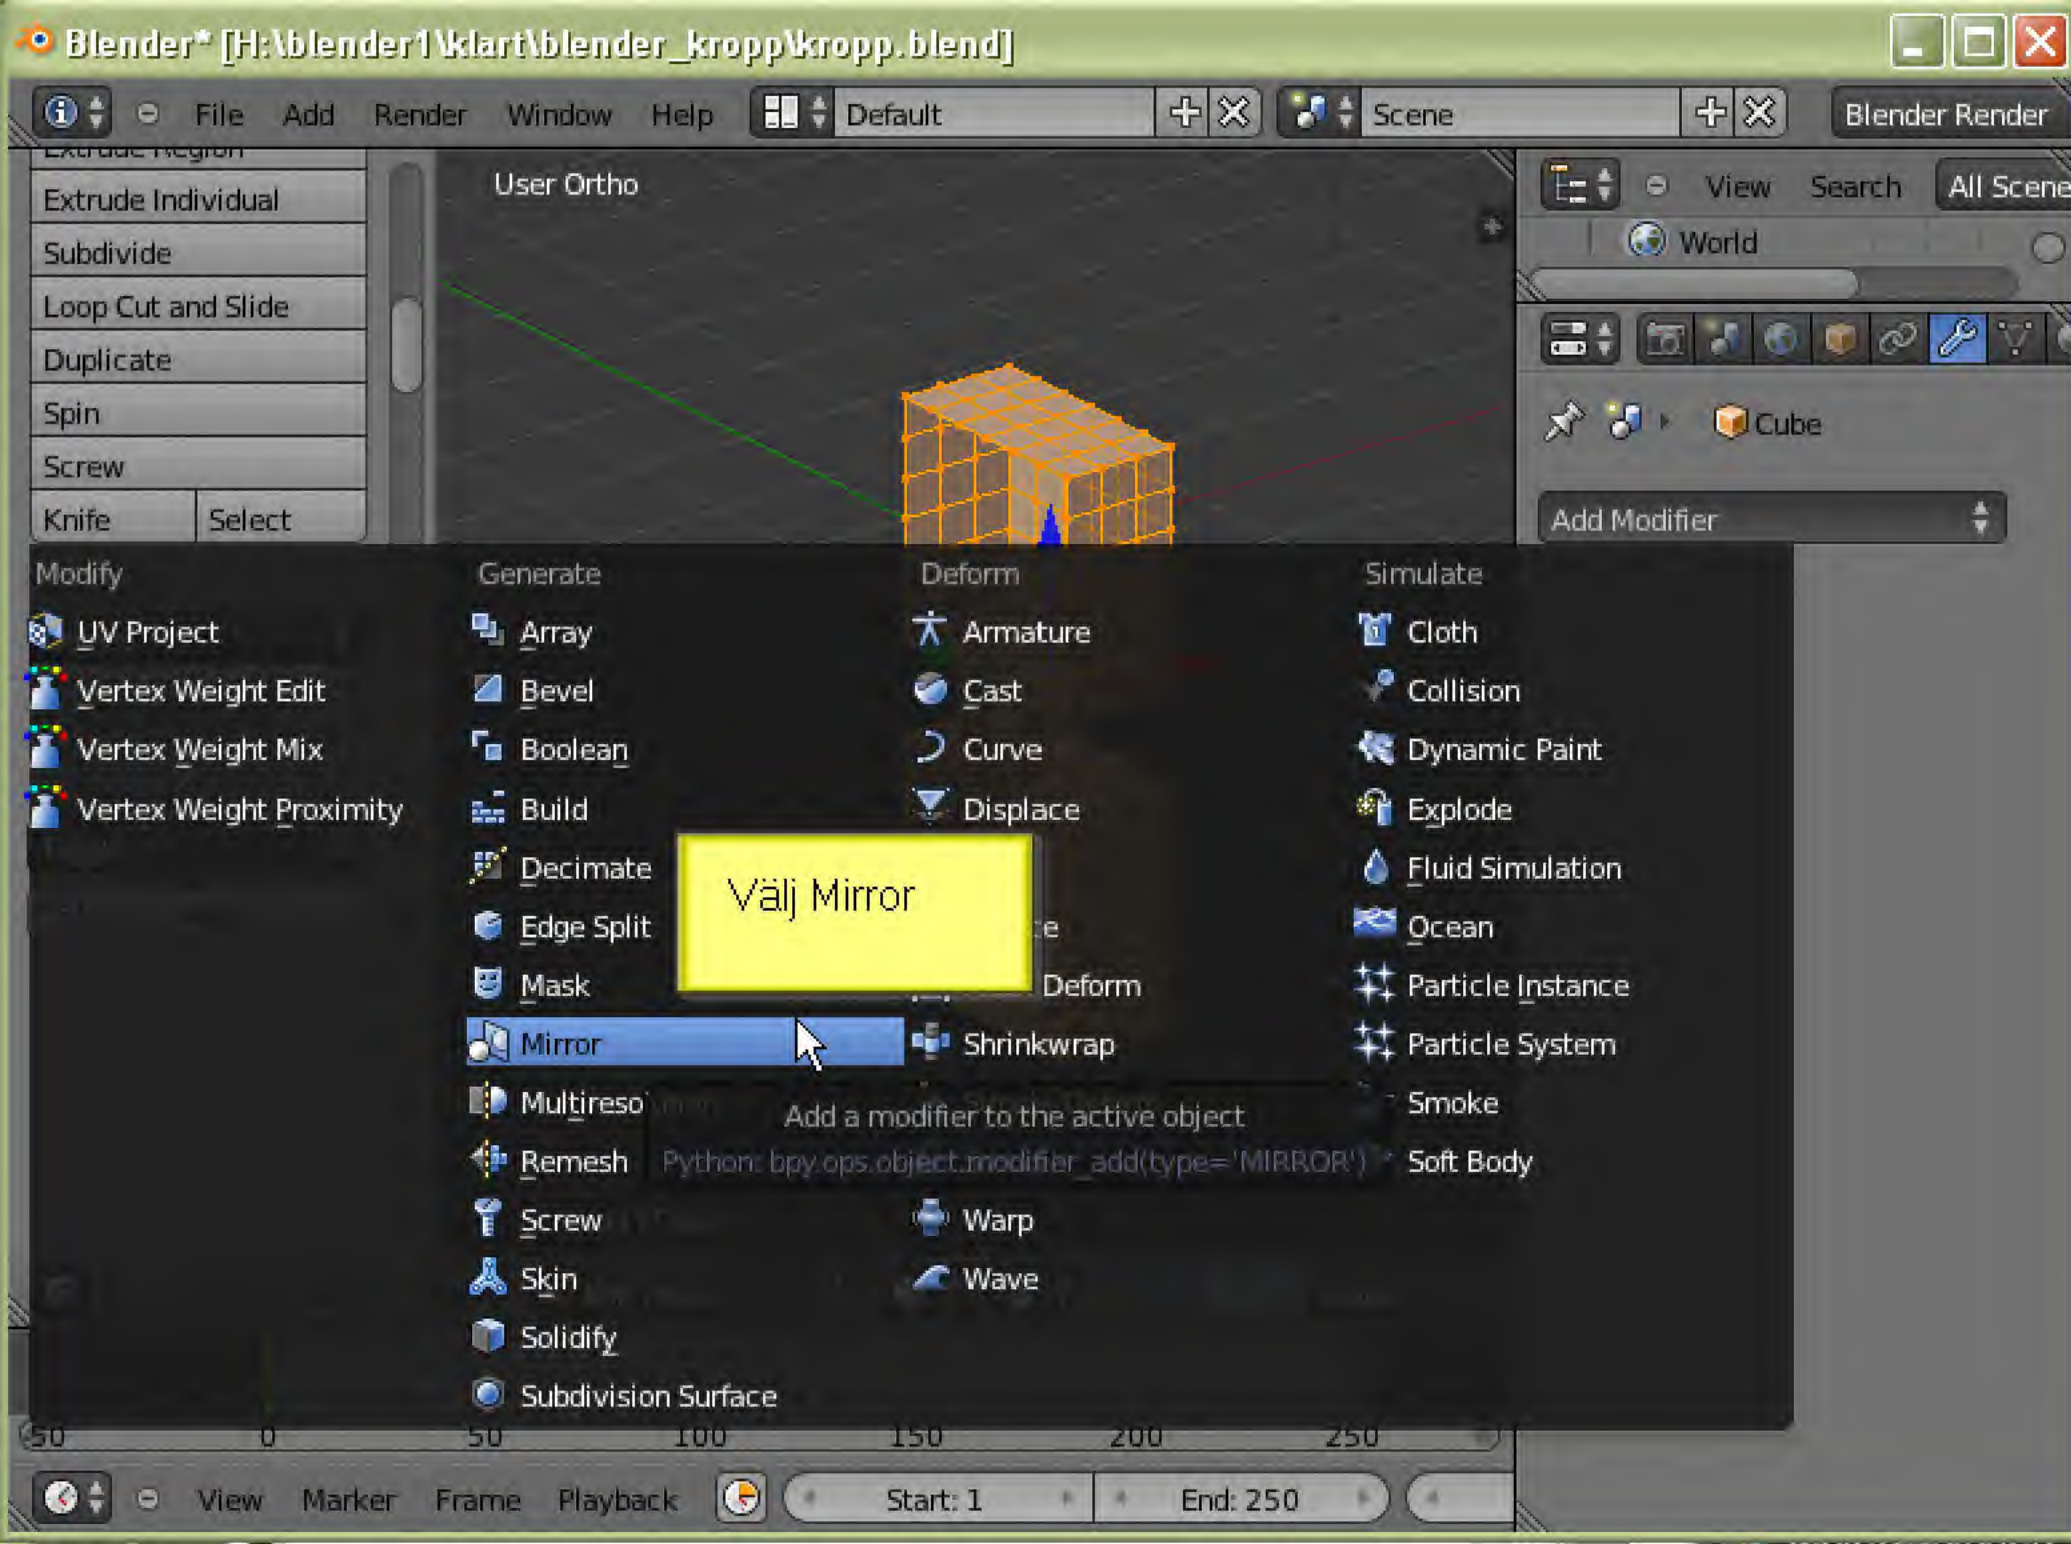 Blender* [H:\blender1\klart\blender_kropp\kropp.blend]
File Add Render Window Help Default Scene Blender Render
Extrude Region
Extrude Individual
Subdivide
Loop Cut and Slide
Duplicate
Spin
Screw
Knife Select
User Ortho
View Search All Scene
World
Cube
Add Modifier
Modify
UV Project
Vertex Weight Edit
Vertex Weight Mix
Vertex Weight Proximity
Generate
Array
Bevel
Boolean
Build
Decimate
Edge Split
Mask
Mirror
Multireso
Remesh
Screw
Skin
Solidify
Subdivision Surface
Deform
Armature
Cast
Curve
Displace
Deform
Shrinkwrap
Warp
Wave
Simulate
Cloth
Collision
Dynamic Paint
Explode
Fluid Simulation
Ocean
Particle Instance
Particle System
Smoke
Soft Body
Välj Mirror
Add a modifier to the active object
Python: bpy.ops.object.modifier_add(type='MIRROR')
-50 0 50 100 150 200 250
View Marker Frame Playback Start: 1 End: 250